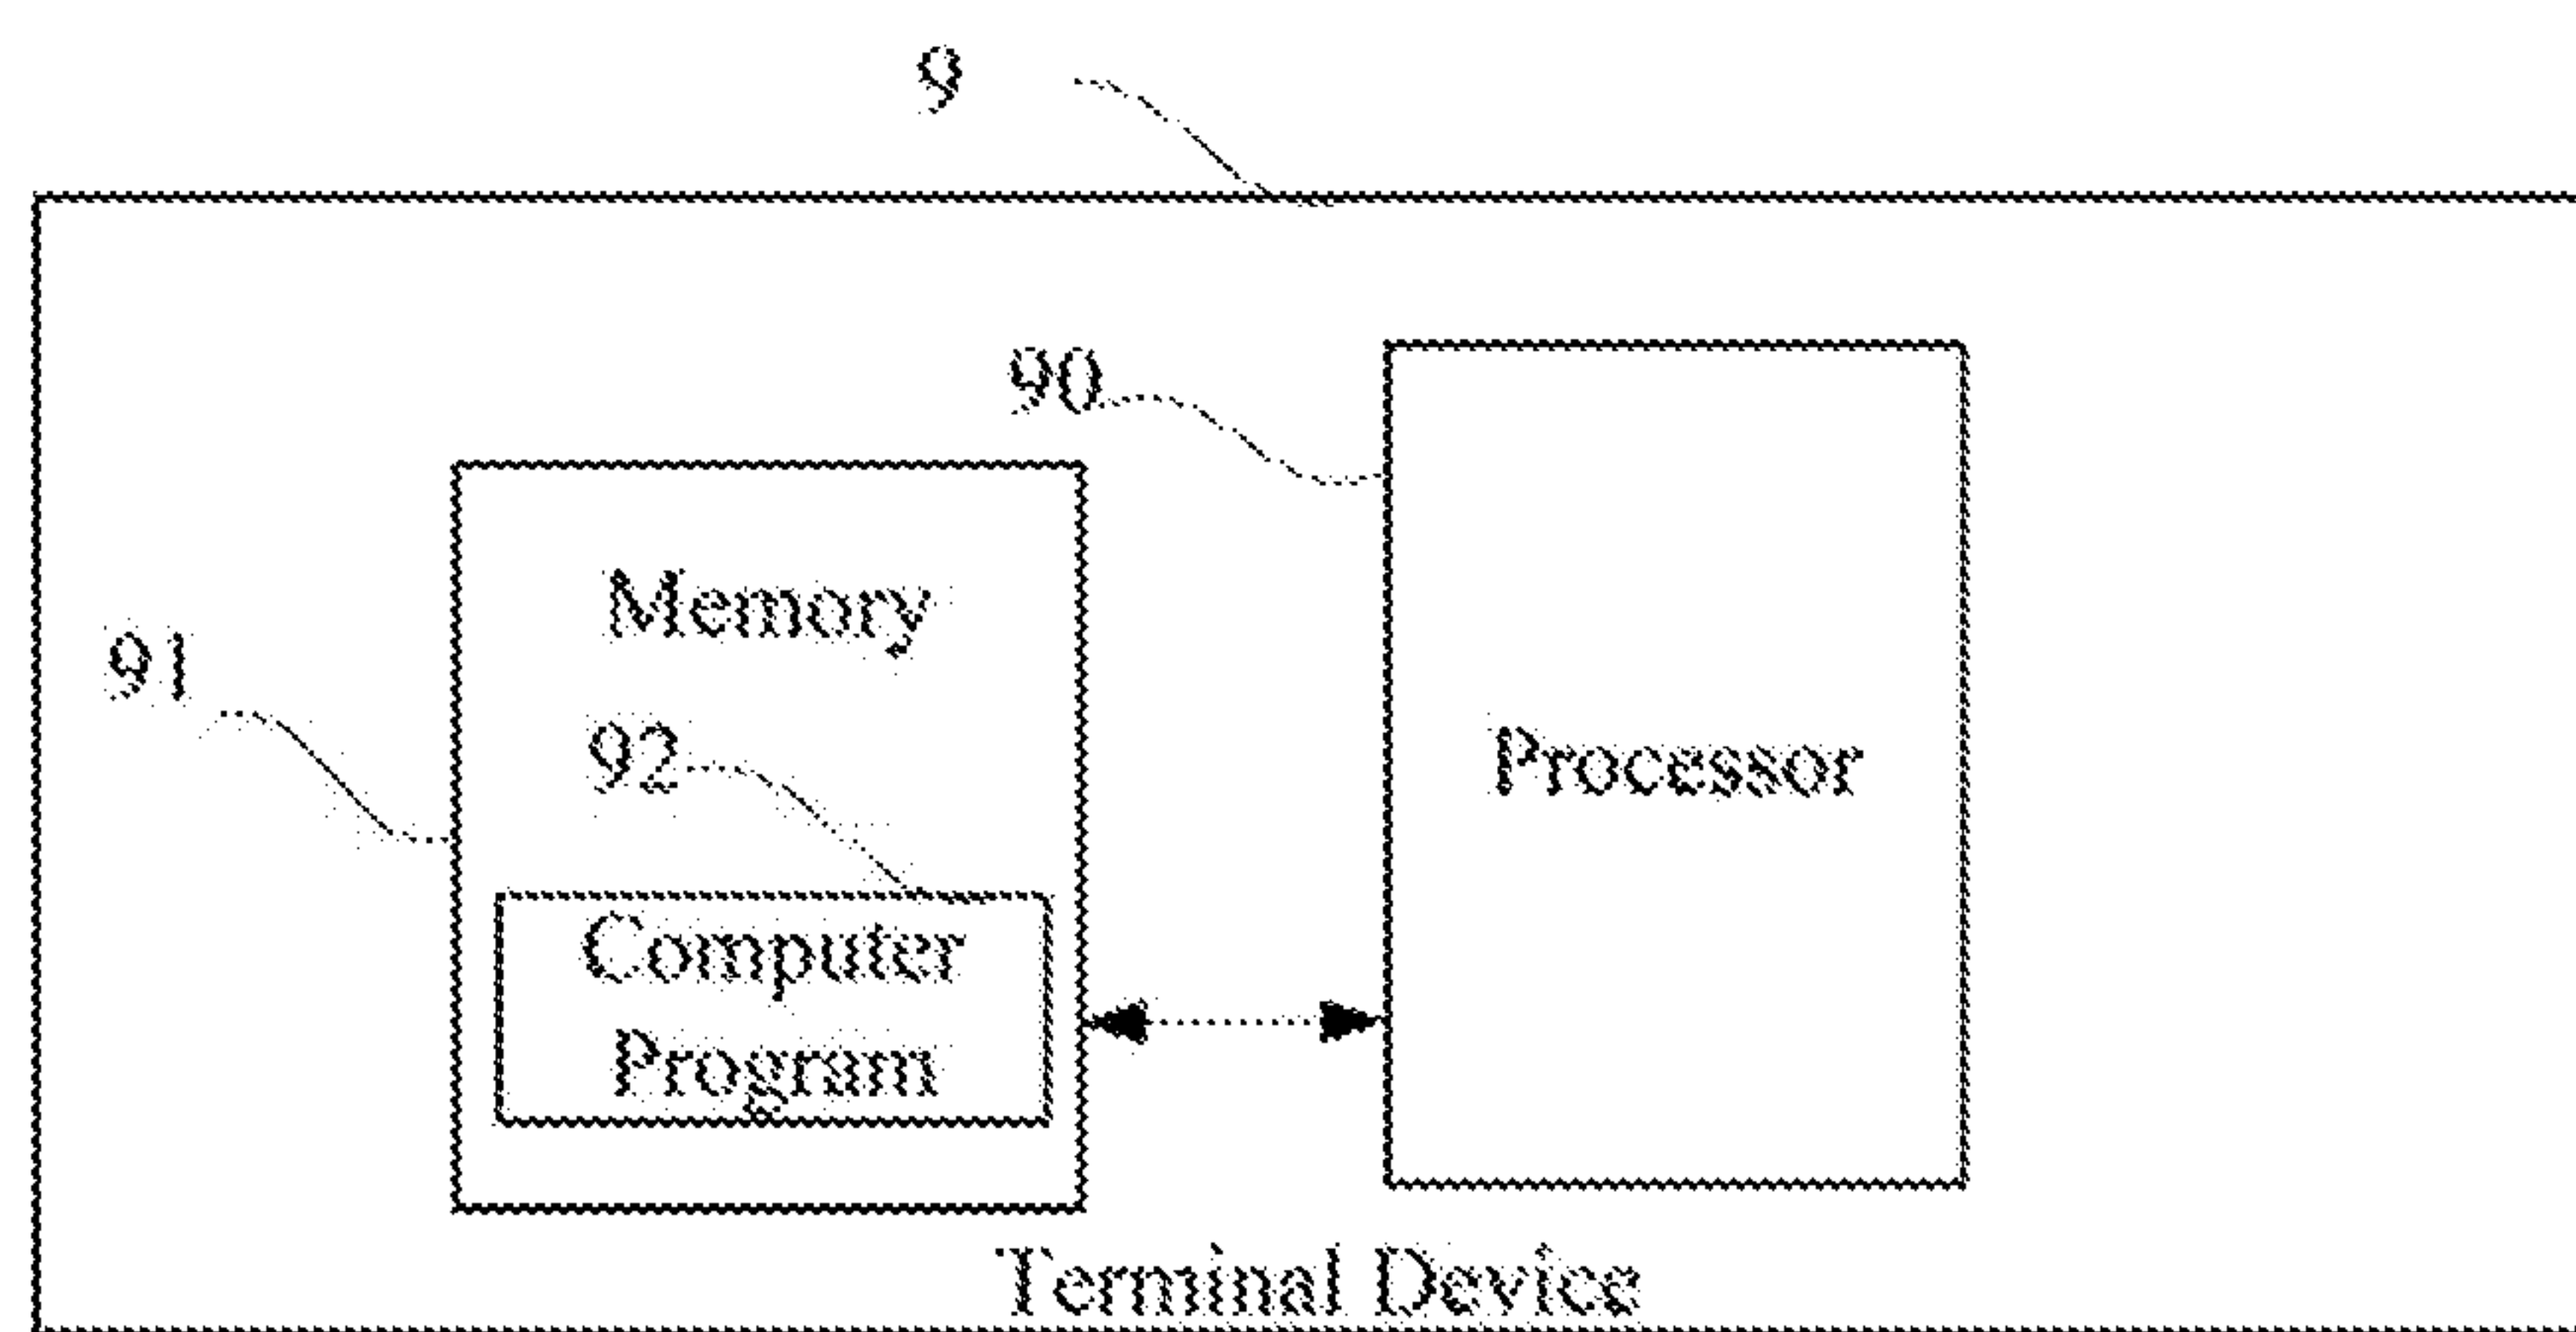 9
90
Memory
91
92
Processor
Computer
Program
Terminal Device